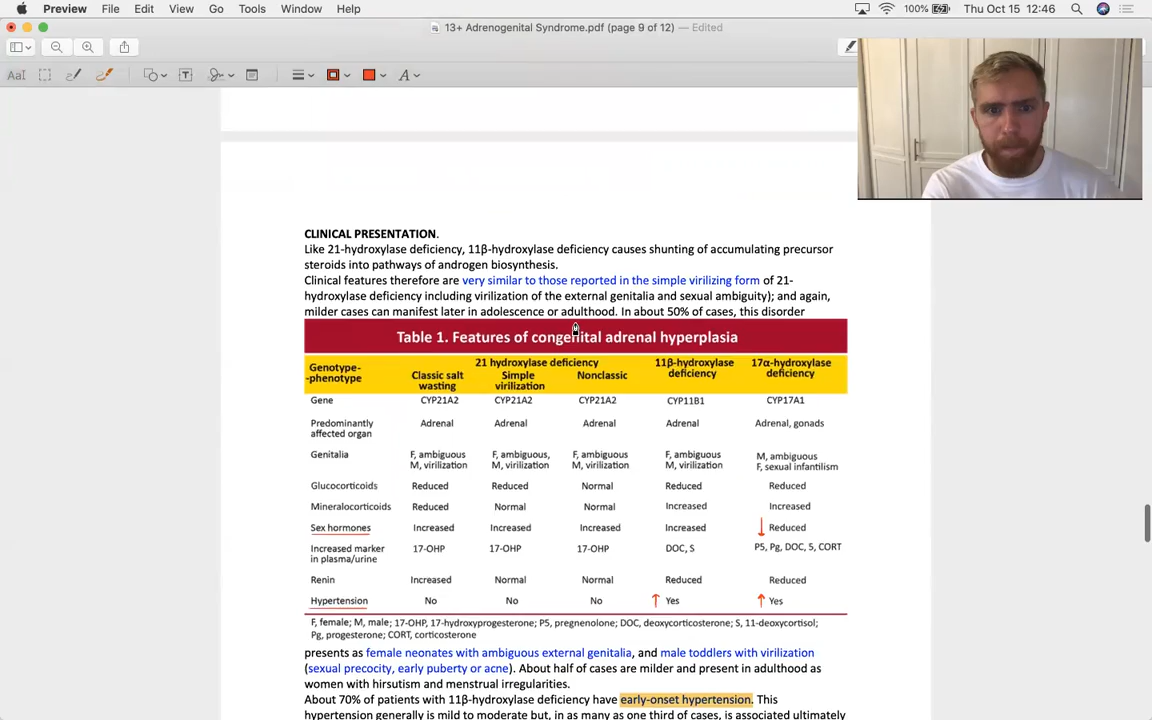 Preview File Edit View Go Tools Window Help 100% Thu Oct 15 12:46
13+ Adrenogenital Syndrome.pdf (page 9 of 12) — Edited
CLINICAL PRESENTATION.
Like 21-hydroxylase deficiency, 11β-hydroxylase deficiency causes shunting of accumulating precursor
steroids into pathways of androgen biosynthesis.
Clinical features therefore are very similar to those reported in the simple virilizing form of 21-
hydroxylase deficiency including virilization of the external genitalia and sexual ambiguity); and again,
milder cases can manifest later in adolescence or adulthood. In about 50% of cases, this disorder
Table 1. Features of congenital adrenal hyperplasia
Genotype- 21 hydroxylase deficiency 11β-hydroxylase 17α-hydroxylase
-phenotype Classic salt Simple Nonclassic deficiency deficiency
wasting virilization
Gene CYP21A2 CYP21A2 CYP21A2 CYP11B1 CYP17A1
Predominantly Adrenal Adrenal Adrenal Adrenal Adrenal, gonads
affected organ
Genitalia F, ambiguous F, ambiguous, F, ambiguous F, ambiguous M, ambiguous
M, virilization M, virilization M, virilization M, virilization F, sexual infantilism
Glucocorticoids Reduced Reduced Normal Reduced Reduced
Mineralocorticoids Reduced Normal Normal Increased Increased
Sex hormones Increased Increased Increased Increased ↓ Reduced
Increased marker 17-OHP 17-OHP 17-OHP DOC, S P5, Pg, DOC, S, CORT
in plasma/urine
Renin Increased Normal Normal Reduced Reduced
Hypertension No No No ↑ Yes ↑ Yes
F, female; M, male; 17-OHP, 17-hydroxyprogesterone; P5, pregnenolone; DOC, deoxycorticosterone; S, 11-deoxycortisol;
Pg, progesterone; CORT, corticosterone
presents as female neonates with ambiguous external genitalia, and male toddlers with virilization
(sexual precocity, early puberty or acne). About half of cases are milder and present in adulthood as
women with hirsutism and menstrual irregularities.
About 70% of patients with 11β-hydroxylase deficiency have early-onset hypertension. This
hypertension generally is mild to moderate but, in as many as one third of cases, is associated ultimately